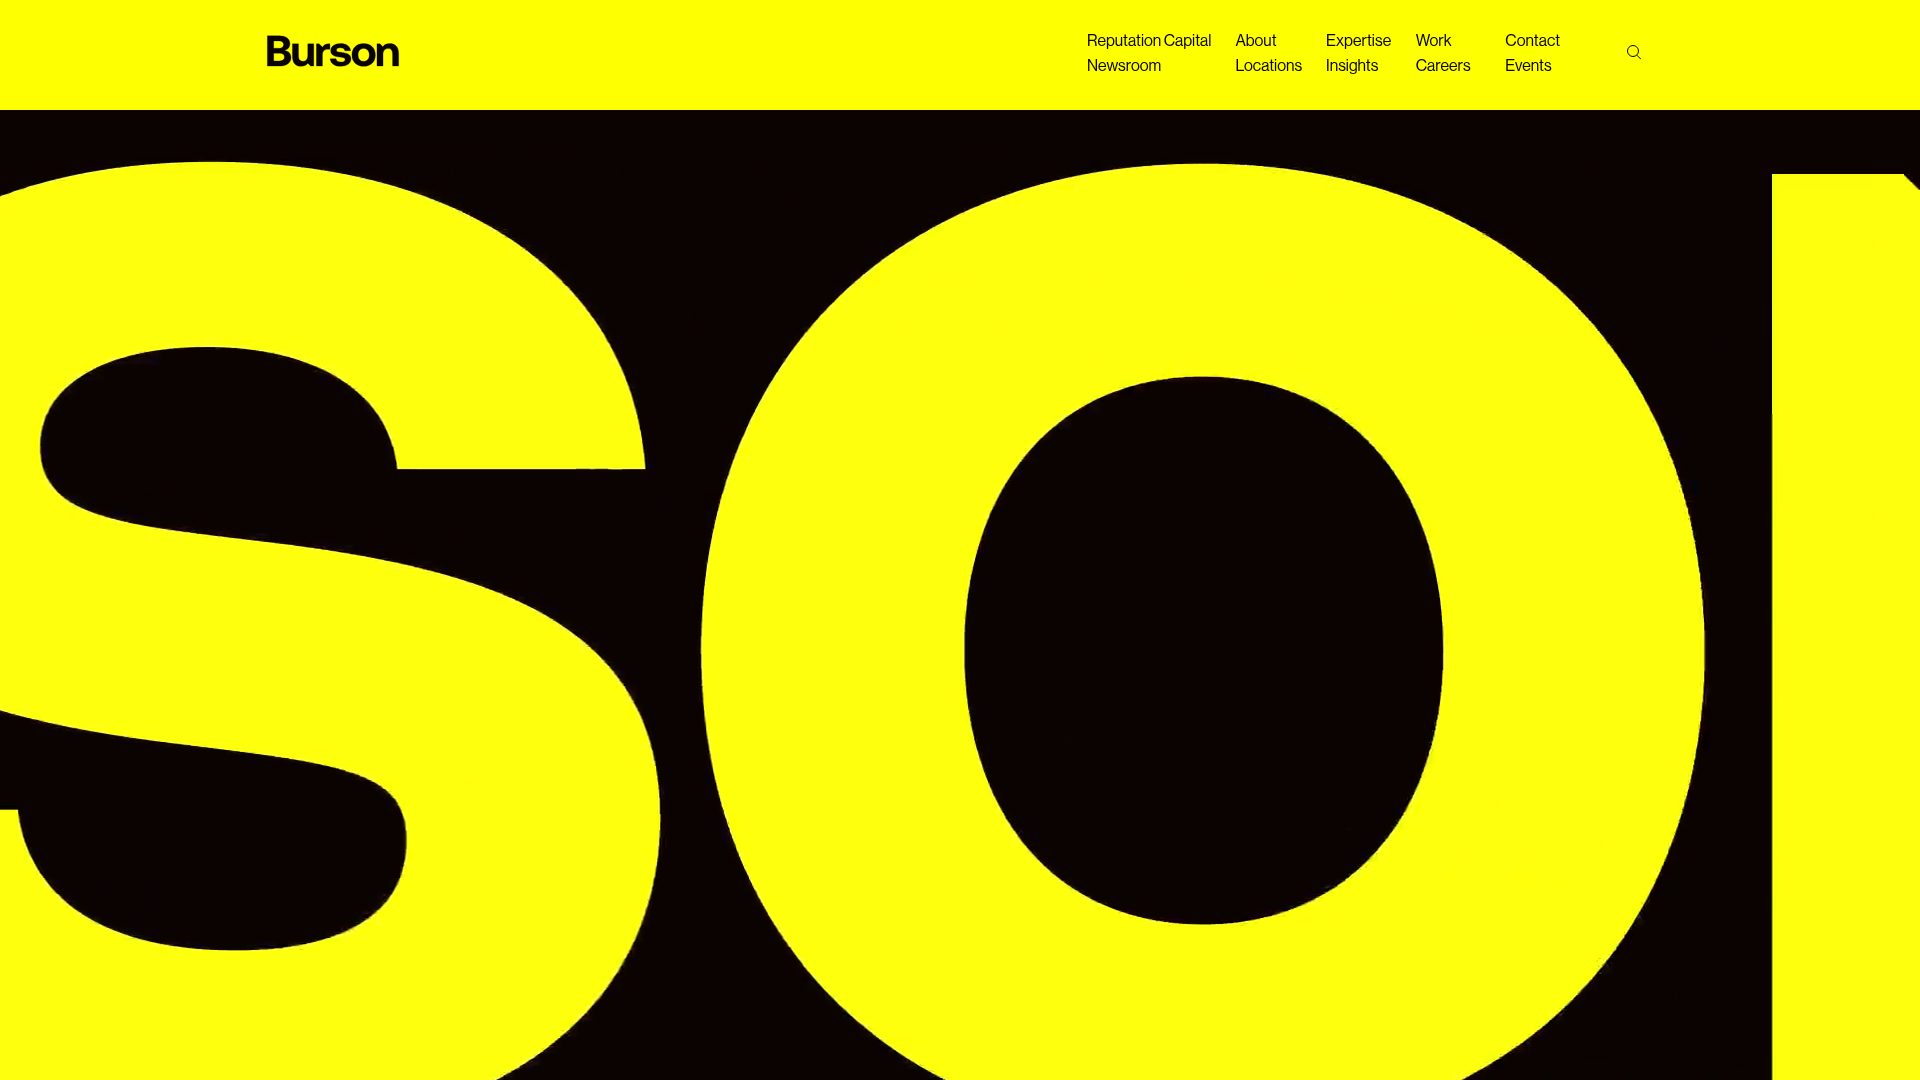 Burson
Reputation Capital About Expertise Work Contact
Newsroom Locations Insights Careers Events
so